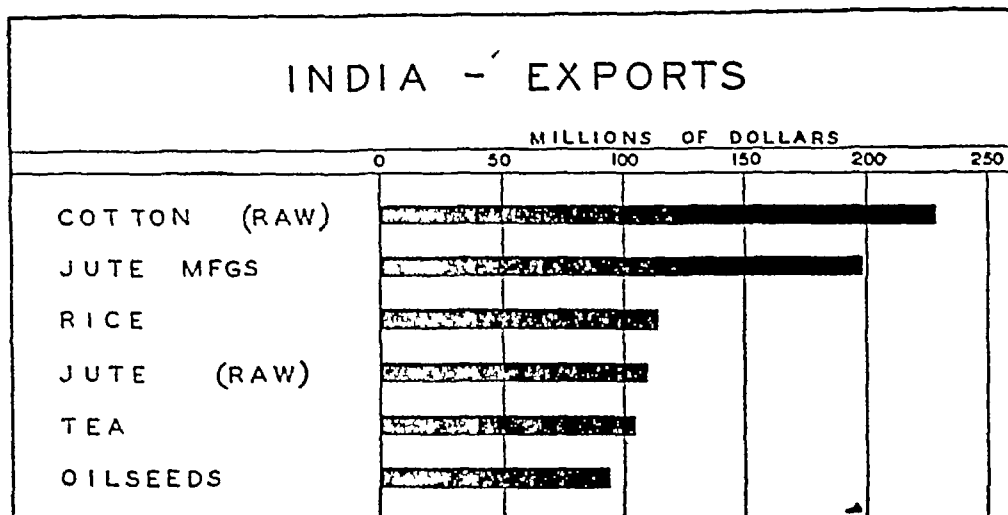 INDIA - EXPORTS
MILLIONS OF DOLLARS
0 50 100 150 200 250
COTTON (RAW)
JUTE MFGS
RICE
JUTE (RAW)
TEA
OILSEEDS